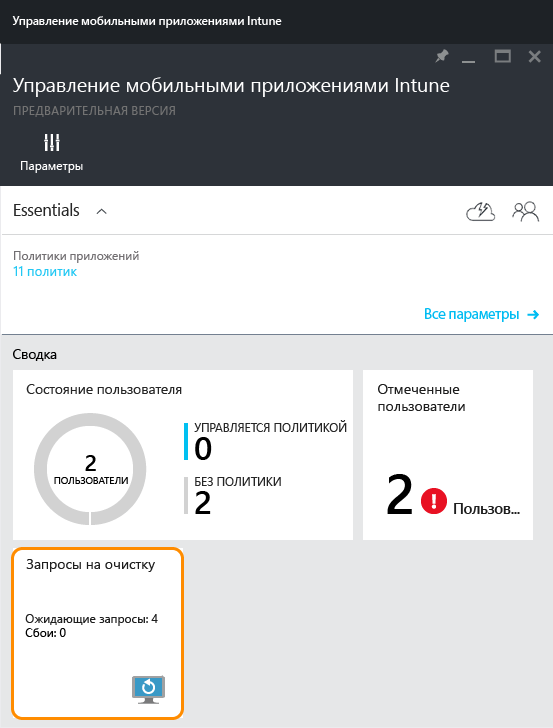 Управление мобильными приложениями Intune
Управление мобильными приложениями Intune
ПРЕДВАРИТЕЛЬНАЯ ВЕРСИЯ
Параметры
Essentials
Политики приложений
11 политик
Все параметры
Сводка
Состояние пользователя
2
ПОЛЬЗОВАТЕЛИ
УПРАВЛЯЕТСЯ ПОЛИТИКОЙ
0
БЕЗ ПОЛИТИКИ
2
Отмеченные
пользователи
2 Пользов...
Запросы на очистку
Ожидающие запросы: 4
Сбои: 0